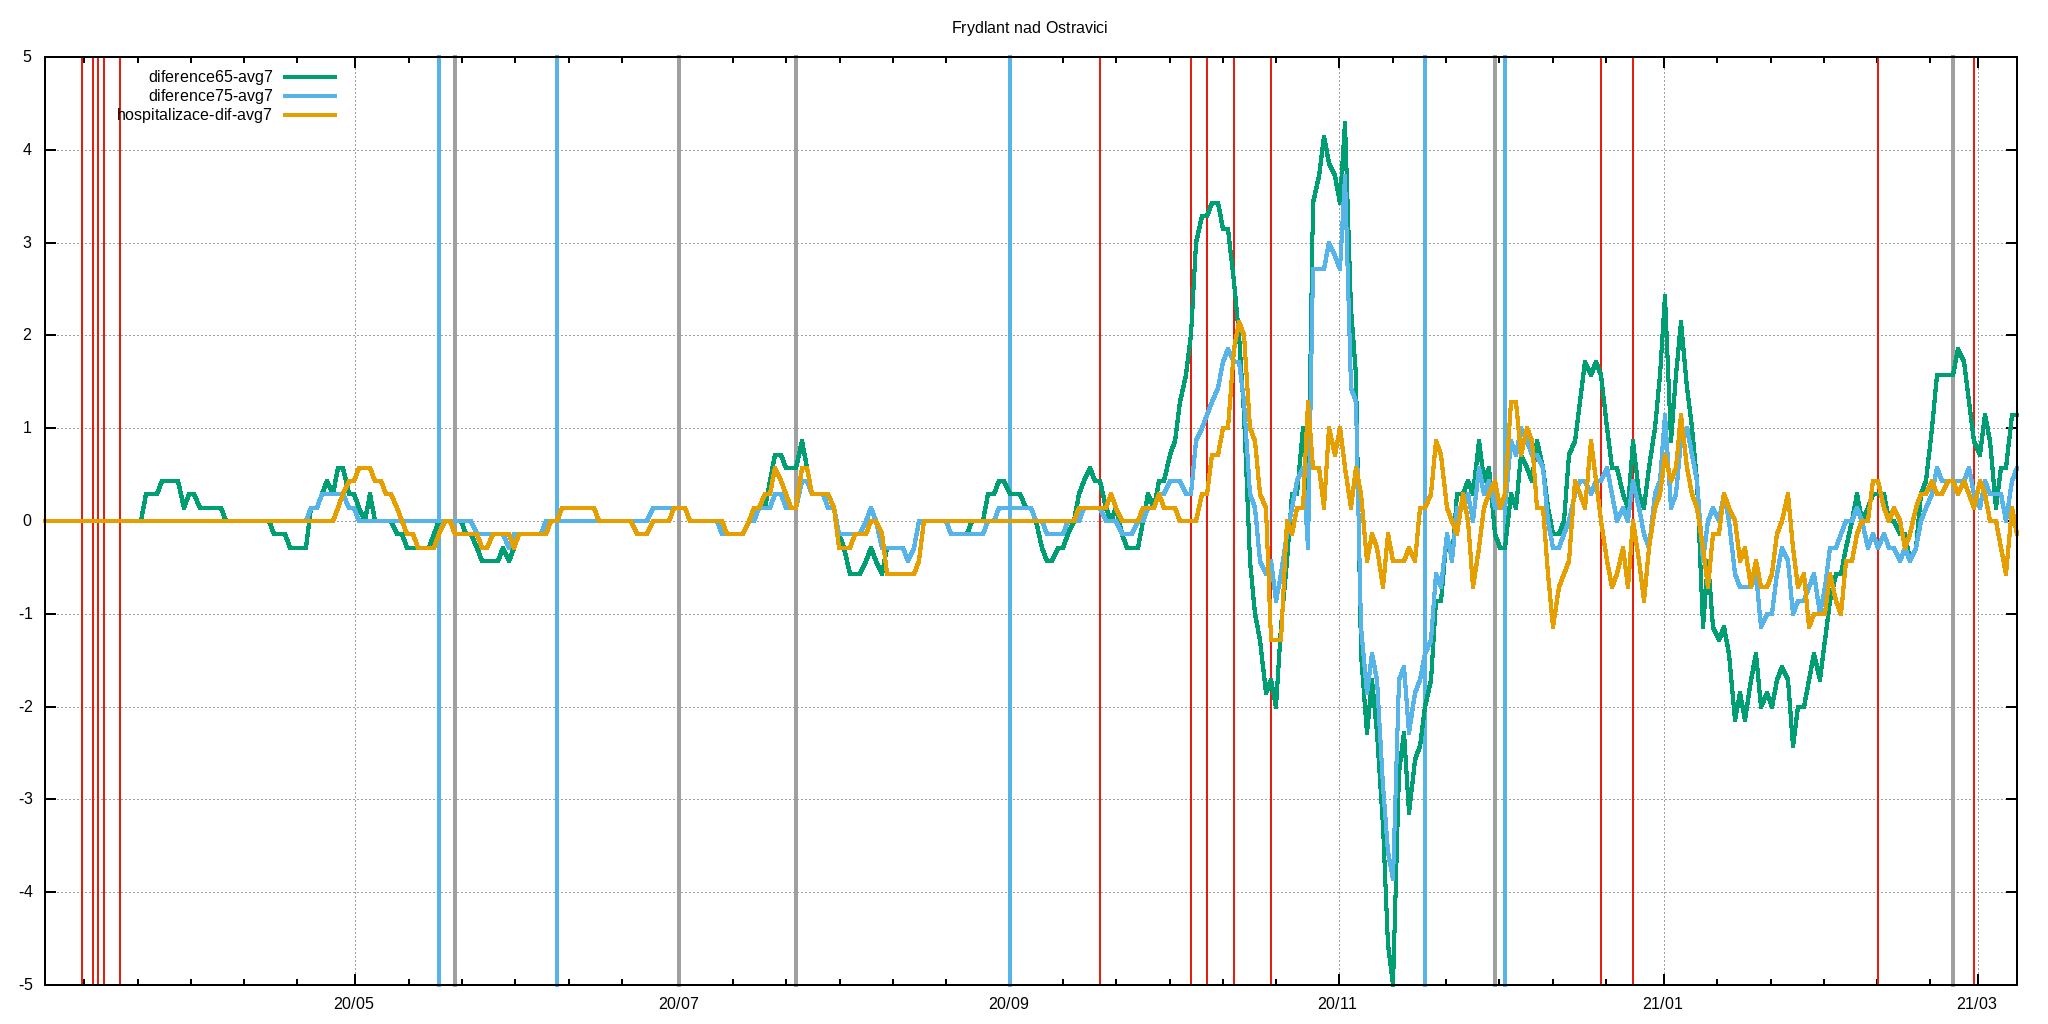 Frydlant nad Ostravici
diference65-avg7
diference75-avg7
hospitalizace-dif-avg7
5
4
3
2
1
0
-1
-2
-3
-4
-5
20/05 20/07 20/09 20/11 21/01 21/03